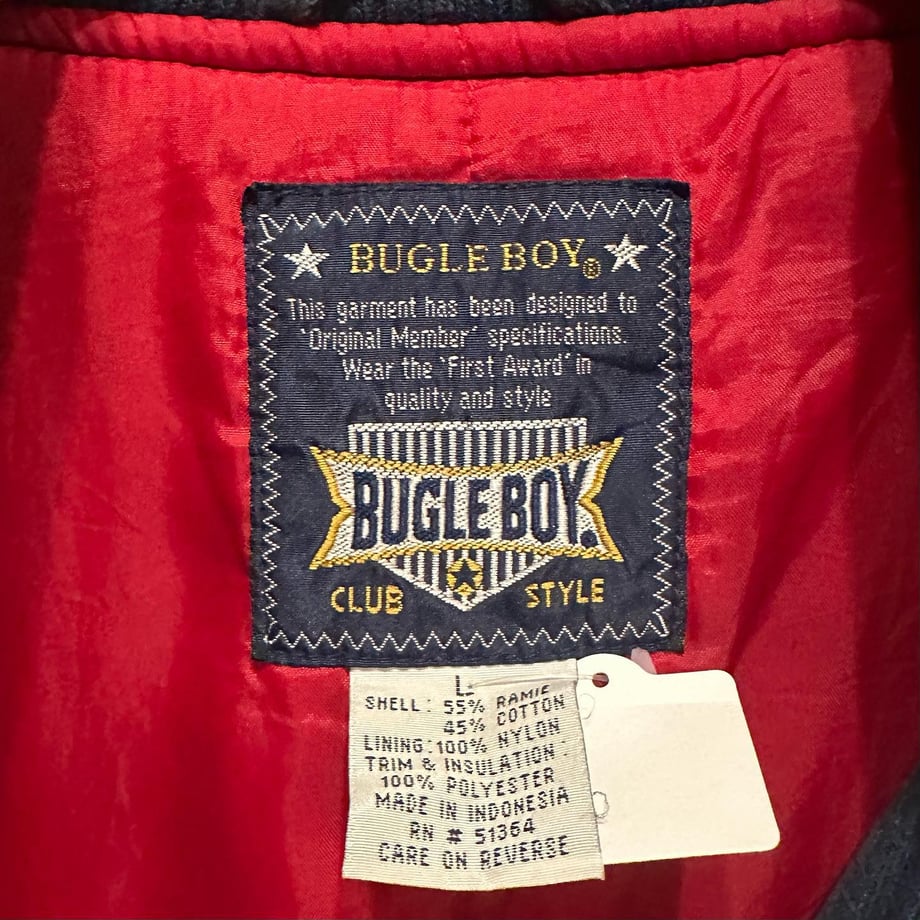 BUGLE BOY®
This garment has been designed to
'Original Member' specifications.
Wear the 'First Award' in
quality and style
BUGLE BOY.
CLUB STYLE
L
SHELL: 55% RAMIE
45% COTTON
LINING: 100% NYLON
TRIM & INSULATION:
100% POLYESTER
MADE IN INDONESIA
RN # 51364
CARE ON REVERSE